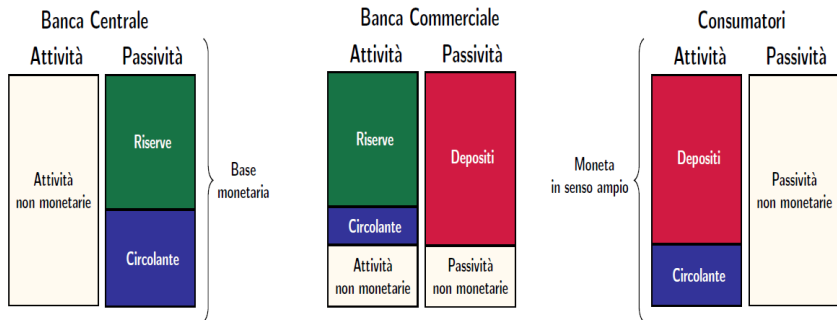 Banca Centrale
Attività Passività
Attività
non monetarie
Riserve
Circolante
Base
monetaria
Banca Commerciale
Attività Passività
Riserve
Circolante
Attività
non monetarie
Depositi
Passività
non monetarie
Consumatori
Attività Passività
Moneta
in senso ampio
Depositi
Circolante
Passività
non monetarie